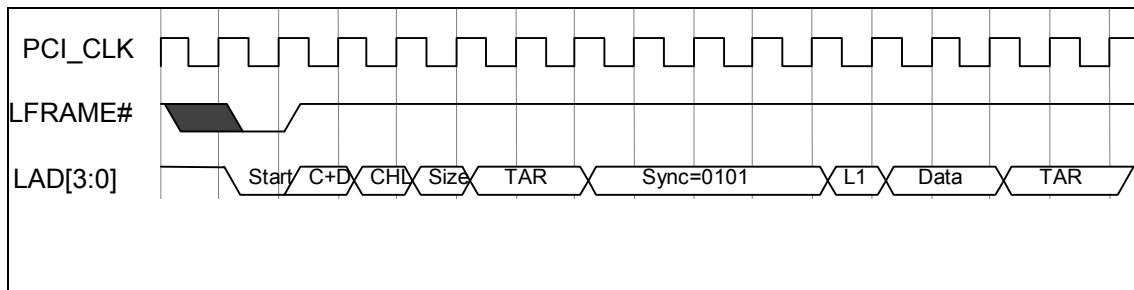 PCI_CLK
LFRAME#
LAD[3:0] Start C+D CHL Size TAR Sync=0101 L1 Data TAR